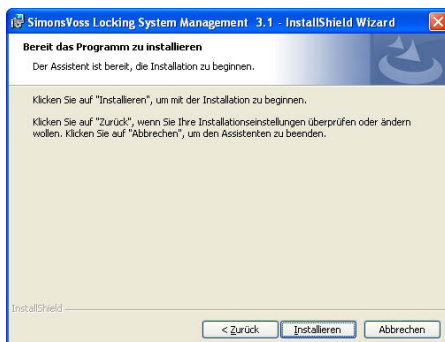 SimonsVoss Locking System Management 3.1 - InstallShield Wizard
Bereit das Programm zu installieren
Der Assistent ist bereit, die Installation zu beginnen.
Klicken Sie auf "Installieren", um mit der Installation zu beginnen.
Klicken Sie auf "Zurück", wenn Sie Ihre Installationseinstellungen überprüfen oder ändern
wollen. Klicken Sie auf "Abbrechen", um den Assistenten zu beenden.
InstallShield
< Zurück Installieren Abbrechen